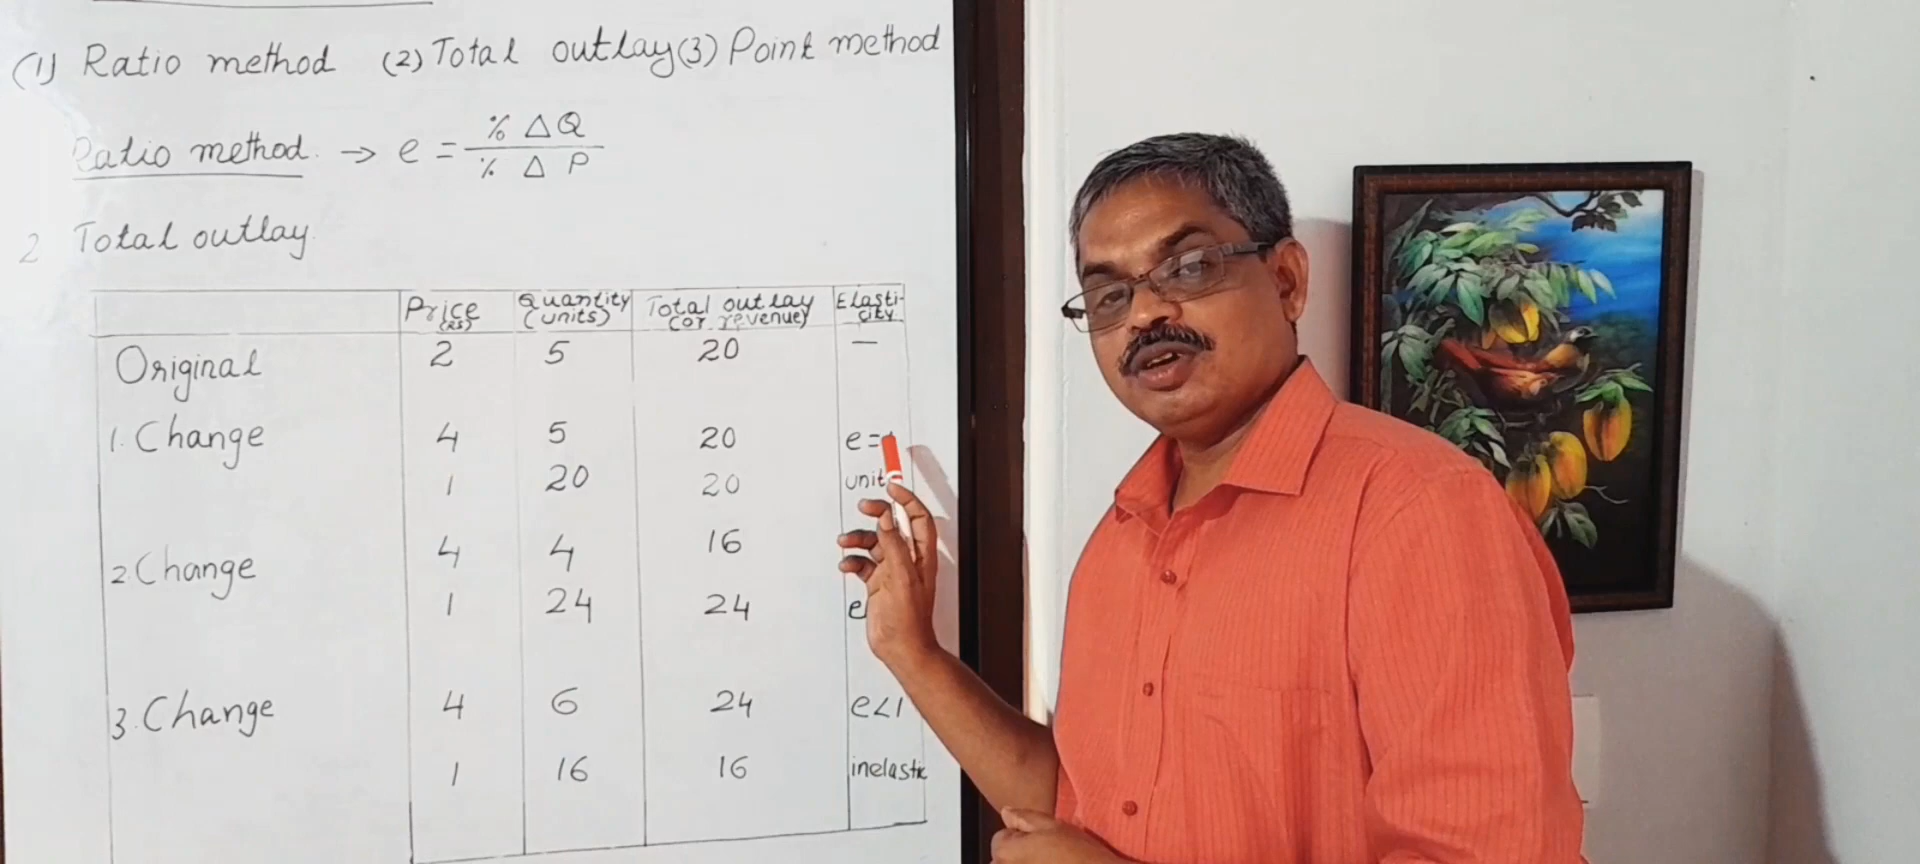 (1) Ratio method (2) Total outlay (3) Point method
Ratio method. → e = % ΔQ / % Δ P
2 Total outlay.
Price (RS) Quantity (units) Total outlay (or revenue) Elasticity
Original 2 5 20 —
1. Change 4 5 20 e=
1 20 20
2. Change 4 4 16
1 24 24 e
3. Change 4 6 24 e<1
1 16 16 inelastic